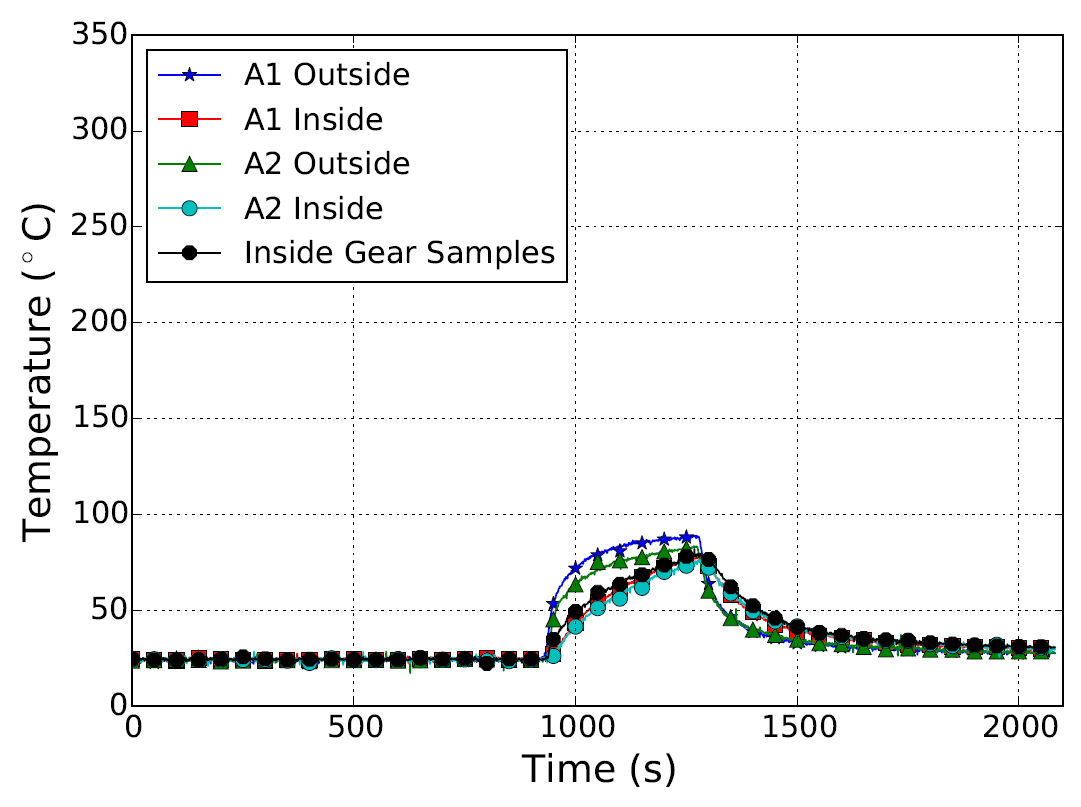 350
300
250
200
150
100
50
0
Temperature (°C)
A1 Outside
A1 Inside
A2 Outside
A2 Inside
Inside Gear Samples
0 500 1000 1500 2000
Time (s)